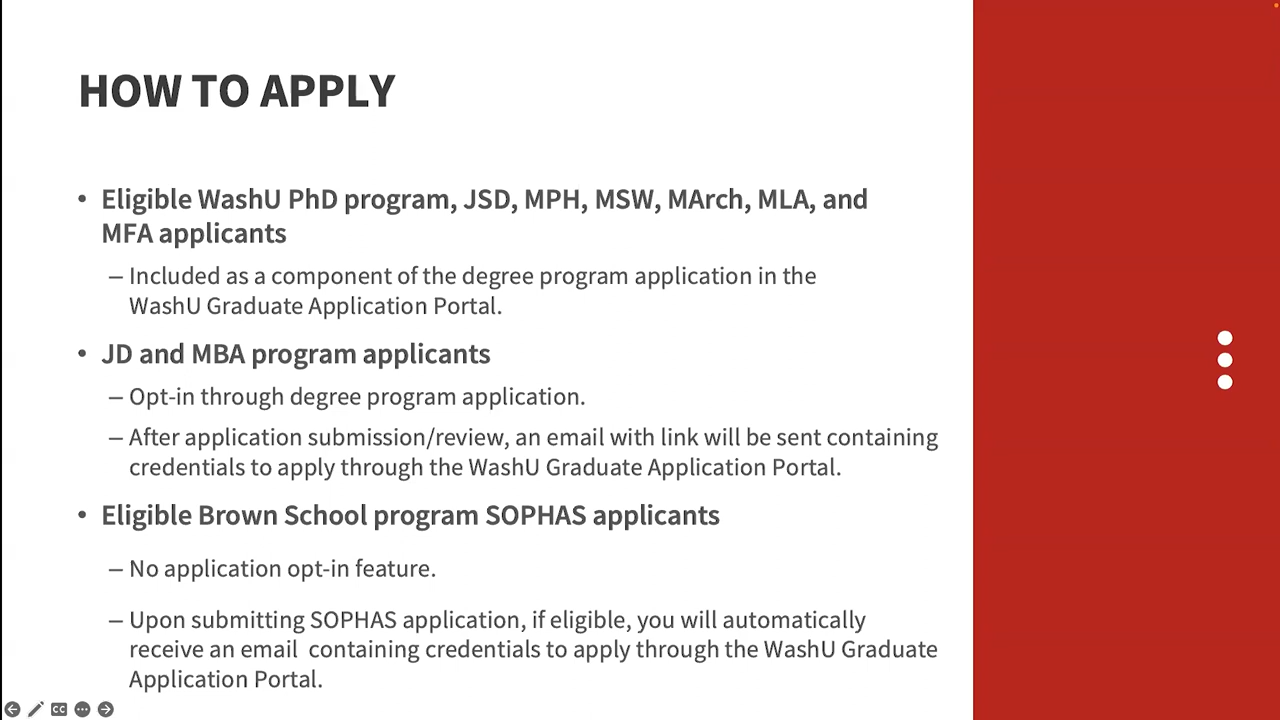 HOW TO APPLY
• Eligible WashU PhD program, JSD, MPH, MSW, MArch, MLA, and
MFA applicants
– Included as a component of the degree program application in the
WashU Graduate Application Portal.
• JD and MBA program applicants
– Opt-in through degree program application.
– After application submission/review, an email with link will be sent containing
credentials to apply through the WashU Graduate Application Portal.
• Eligible Brown School program SOPHAS applicants
– No application opt-in feature.
– Upon submitting SOPHAS application, if eligible, you will automatically
receive an email  containing credentials to apply through the WashU Graduate
Application Portal.
CC